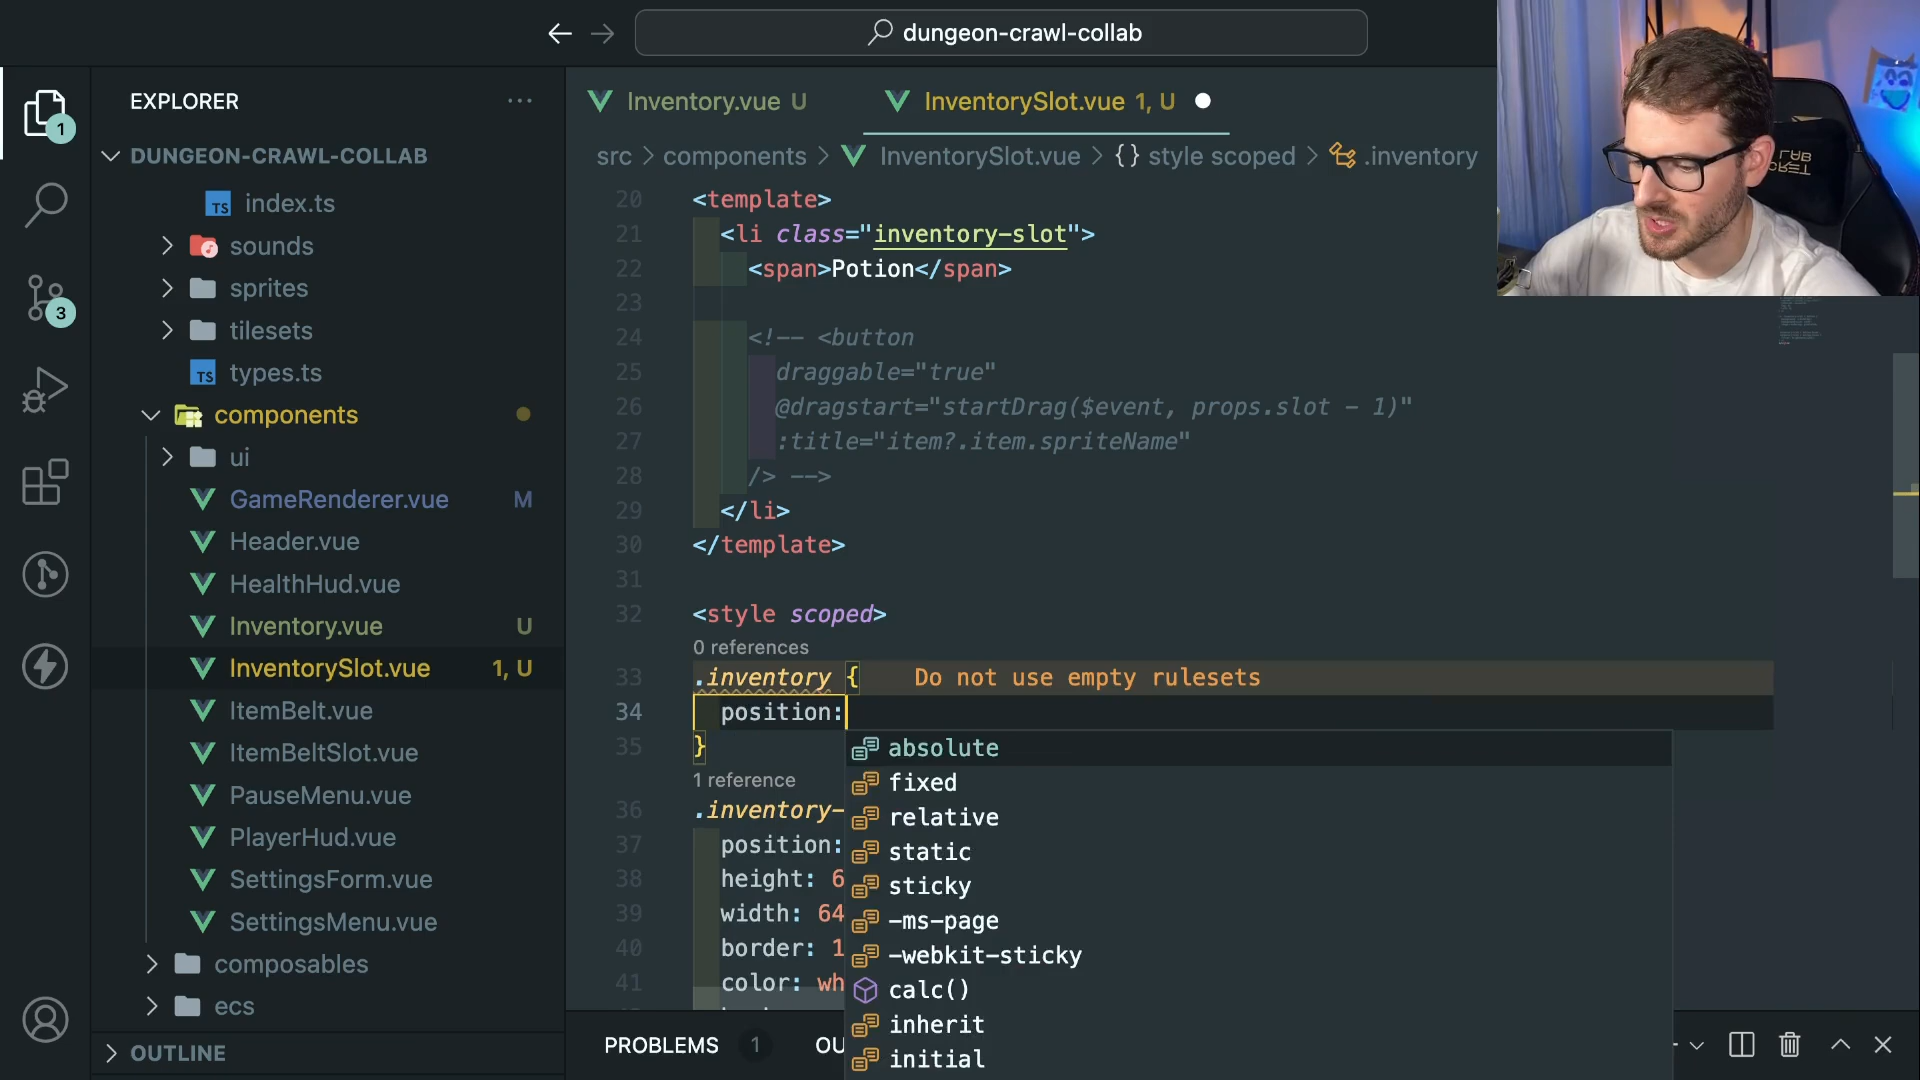 dungeon-crawl-collab
EXPLORER
DUNGEON-CRAWL-COLLAB
TS index.ts
sounds
sprites
tilesets
TS types.ts
components
ui
GameRenderer.vue M
Header.vue
HealthHud.vue
Inventory.vue U
InventorySlot.vue 1, U
ItemBelt.vue
ItemBeltSlot.vue
PauseMenu.vue
PlayerHud.vue
SettingsForm.vue
SettingsMenu.vue
composables
ecs
OUTLINE
1
3
Inventory.vue U
InventorySlot.vue 1, U
src > components > InventorySlot.vue > {} style scoped > .inventory
20 <template>
21 <li class="inventory-slot">
22 <span>Potion</span>
23
24 <!-- <button
25 draggable="true"
26 @dragstart="startDrag($event, props.slot - 1)"
27 :title="item?.item.spriteName"
28 /> -->
29 </li>
30 </template>
31
32 <style scoped>
0 references
33 .inventory { Do not use empty rulesets
34 position:
35 }
1 reference
36 .inventory-
37 position:
38 height: 6
39 width: 64
40 border: 1
41 color: wh
absolute
fixed
relative
static
sticky
-ms-page
-webkit-sticky
calc()
inherit
initial
PROBLEMS 1 OU